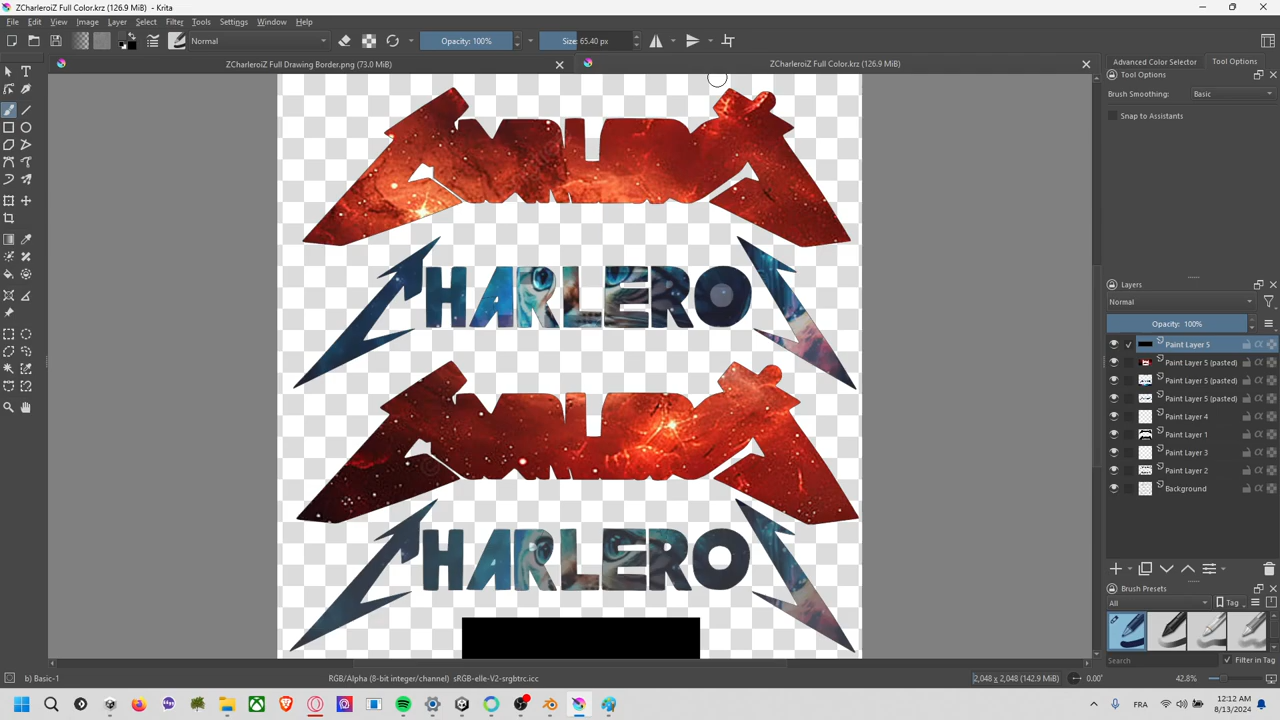 ZCharleroiZ Full Color.krz (126.9 MiB) * - Krita
File Edit View Image Layer Select Filter Tools Settings Window Help
Normal Opacity: 100% Size: 65.40 px
ZCharleroiZ Full Drawing Border.png (73.0 MiB) ZCharleroiZ Full Color.krz (126.9 MiB)
Advanced Color Selector Tool Options
Tool Options
Brush Smoothing: Basic
Snap to Assistants
CHARLEROI
CHARLEROI
Layers
Normal
Opacity: 100%
Paint Layer 5
Paint Layer 5 (pasted)
Paint Layer 5 (pasted)
Paint Layer 5 (pasted)
Paint Layer 4
Paint Layer 1
Paint Layer 3
Paint Layer 2
Background
Brush Presets
All Tag
Search Filter in Tag
b) Basic-1 RGB/Alpha (8-bit integer/channel) sRGB-elle-V2-srgbtrc.icc 2,048 x 2,048 (142.9 MiB) 0.00° 42.8%
FRA 12:12 AM
8/13/2024